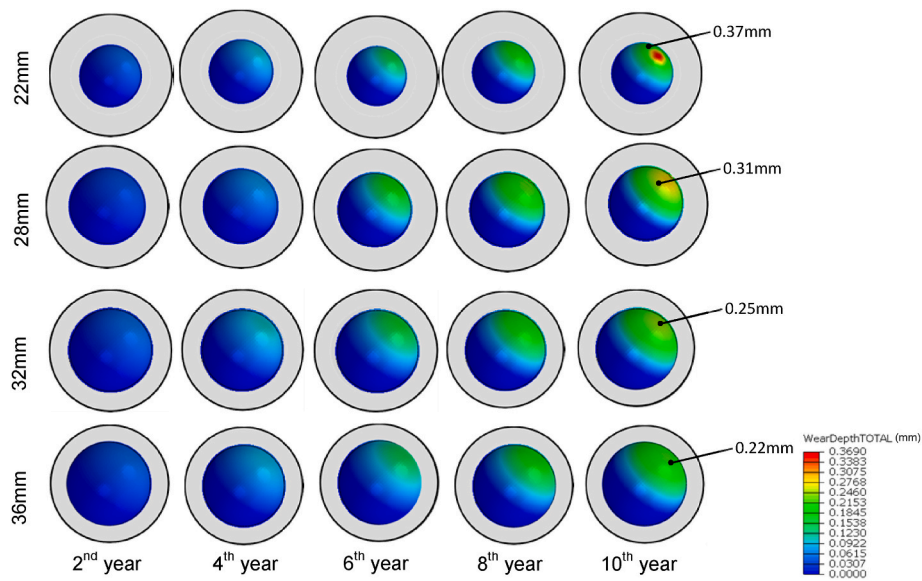 22mm
0.37mm
28mm
0.31mm
32mm
0.25mm
36mm
0.22mm
WearDepthTOTAL (mm)
0.3690
0.3383
0.3075
0.2768
0.2460
0.2153
0.1845
0.1538
0.1230
0.0922
0.0615
0.0307
0.0000
2nd year
4th year
6th year
8th year
10th year